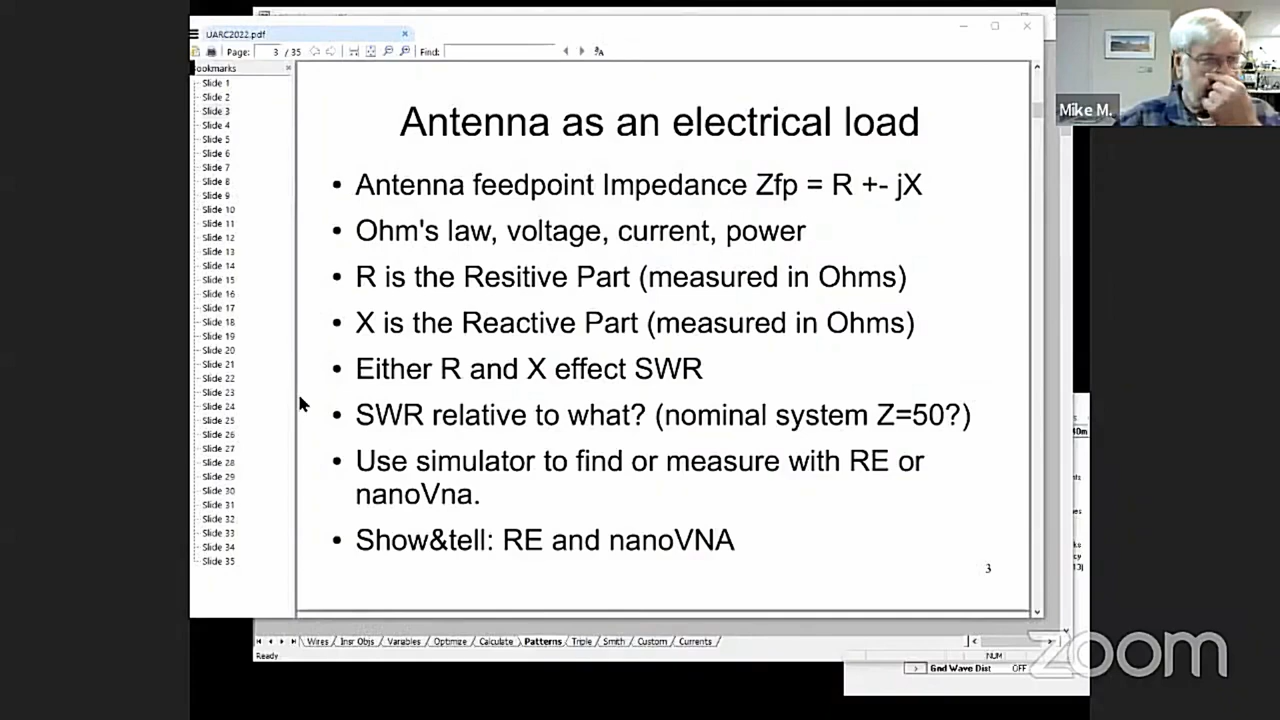 UARC2022.pdf
Page: 3 / 35 Find:
ookmarks
Slide 1
Slide 2
Slide 3
Slide 4
Slide 5
Slide 6
Slide 7
Slide 8
Slide 9
Slide 10
Slide 11
Slide 12
Slide 13
Slide 14
Slide 15
Slide 16
Slide 17
Slide 18
Slide 19
Slide 20
Slide 21
Slide 22
Slide 23
Slide 24
Slide 25
Slide 26
Slide 27
Slide 28
Slide 29
Slide 30
Slide 31
Slide 32
Slide 33
Slide 34
Slide 35
Antenna as an electrical load
• Antenna feedpoint Impedance Zfp = R +- jX
• Ohm's law, voltage, current, power
• R is the Resitive Part (measured in Ohms)
• X is the Reactive Part (measured in Ohms)
• Either R and X effect SWR
• SWR relative to what? (nominal system Z=50?)
• Use simulator to find or measure with RE or
nanoVna.
• Show&tell: RE and nanoVNA
3
Mike M.
Wires Insr Objs Variables Optimize Calculate Patterns Triple Smith Custom Currents
Ready
NUM
Gnd Wave Dist OFF
zoom